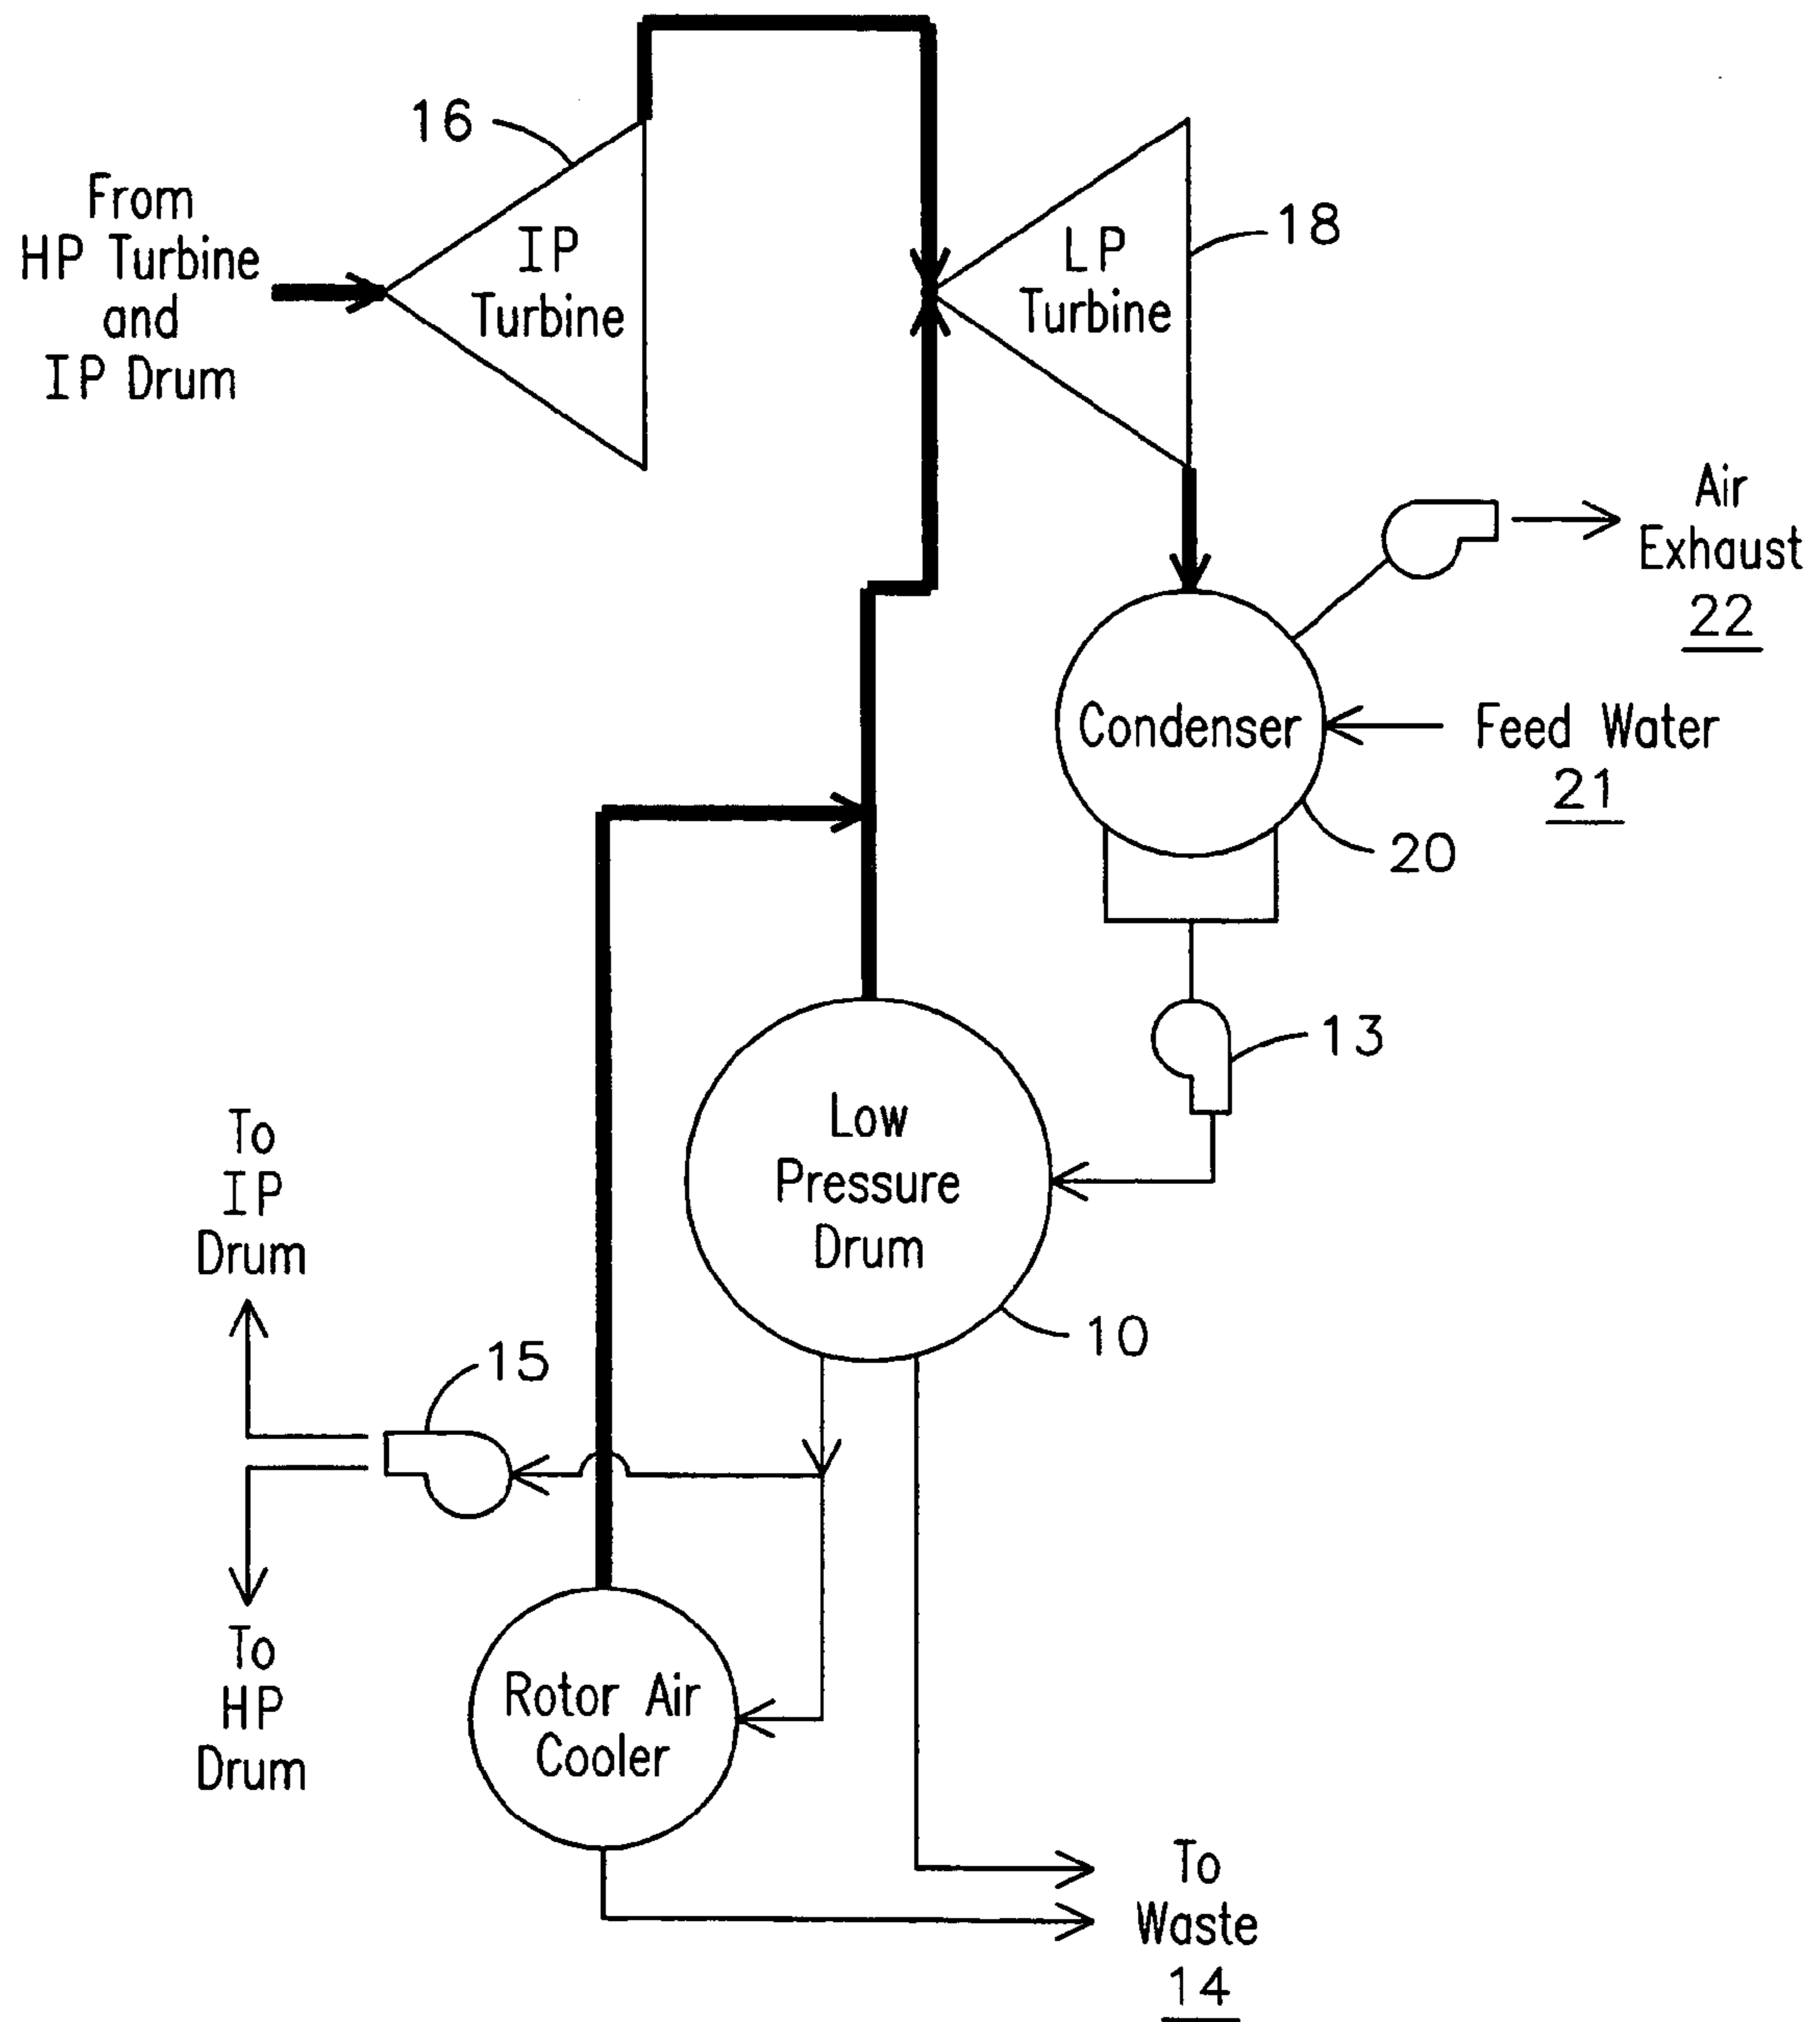 16
From
HP Turbine
and
IP Drum
IP
Turbine
LP
Turbine
18
Air
Exhaust
22
Condenser
Feed Water
21
20
13
Low
Pressure
Drum
10
To
IP
Drum
15
To
HP
Drum
Rotor Air
Cooler
To
Waste
14